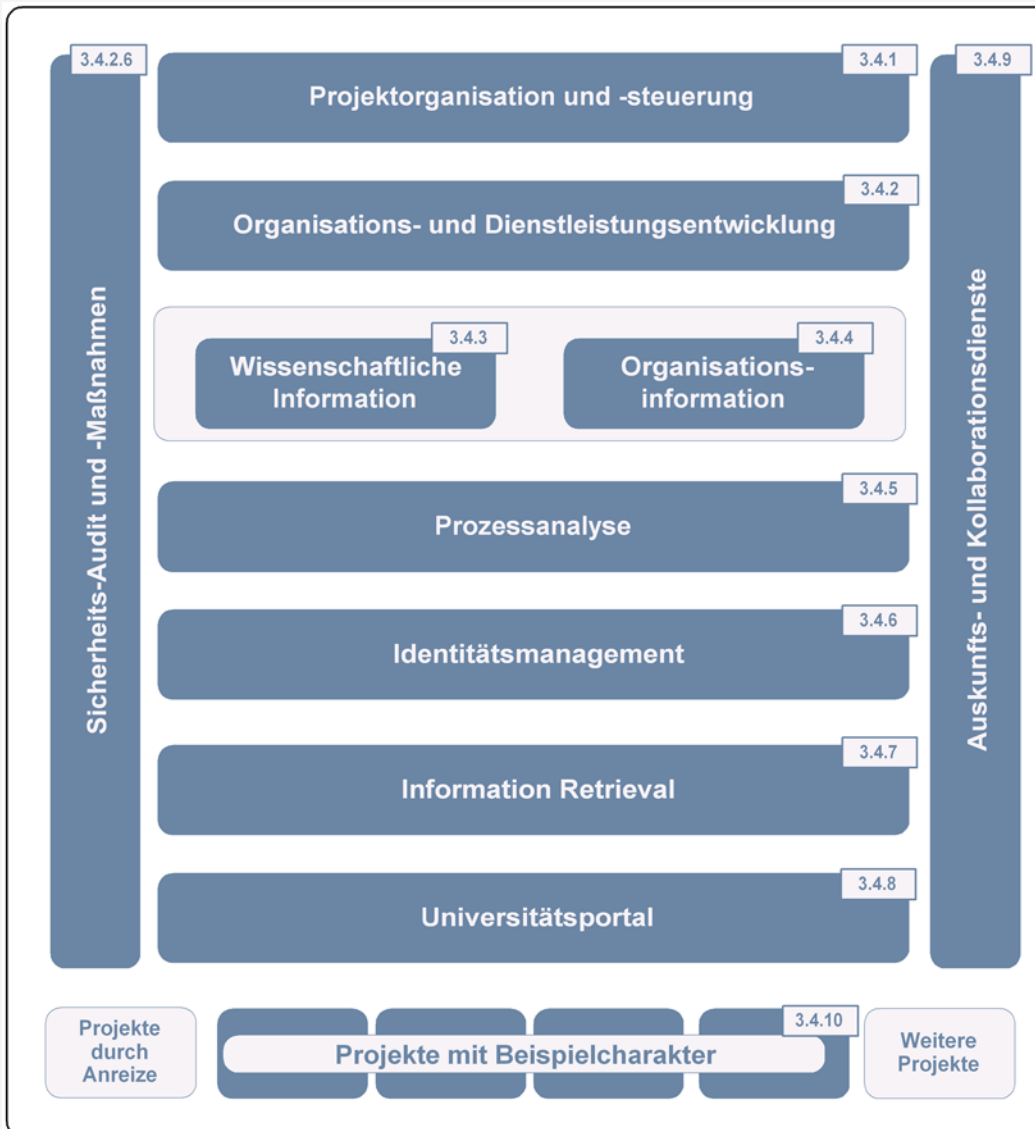 3.4.2.6
Sicherheits-Audit und -Maßnahmen
3.4.1
Projektorganisation und -steuerung
3.4.2
Organisations- und Dienstleistungsentwicklung
3.4.3
Wissenschaftliche
Information
3.4.4
Organisations-
information
3.4.5
Prozessanalyse
3.4.6
Identitätsmanagement
3.4.7
Information Retrieval
3.4.8
Universitätsportal
3.4.9
Auskunfts- und Kollaborationsdienste
Projekte
durch
Anreize
3.4.10
Projekte mit Beispielcharakter
Weitere
Projekte